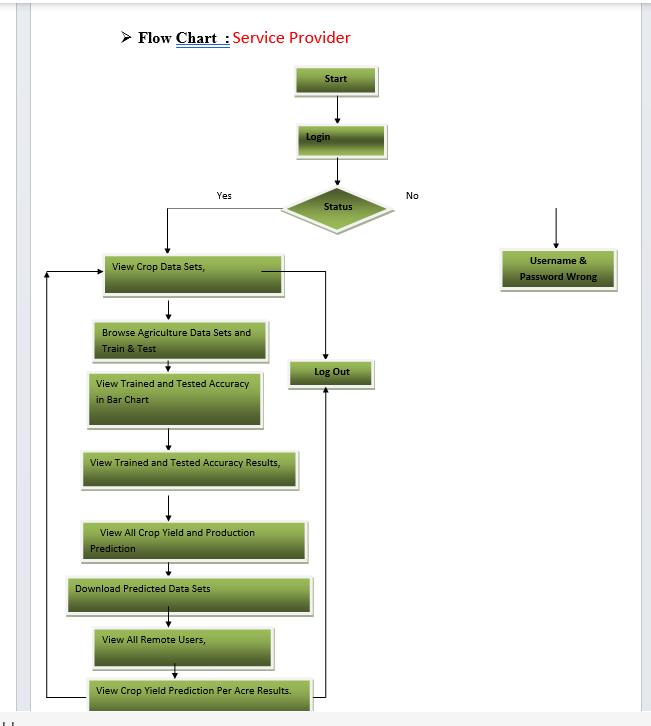 Flow Chart : Service Provider
Start
Login
Yes
No
Status
View Crop Data Sets,
Username &
Password Wrong
Browse Agriculture Data Sets and
Train & Test
Log Out
View Trained and Tested Accuracy
in Bar Chart
View Trained and Tested Accuracy Results,
View All Crop Yield and Production
Prediction
Download Predicted Data Sets
View All Remote Users,
View Crop Yield Prediction Per Acre Results.